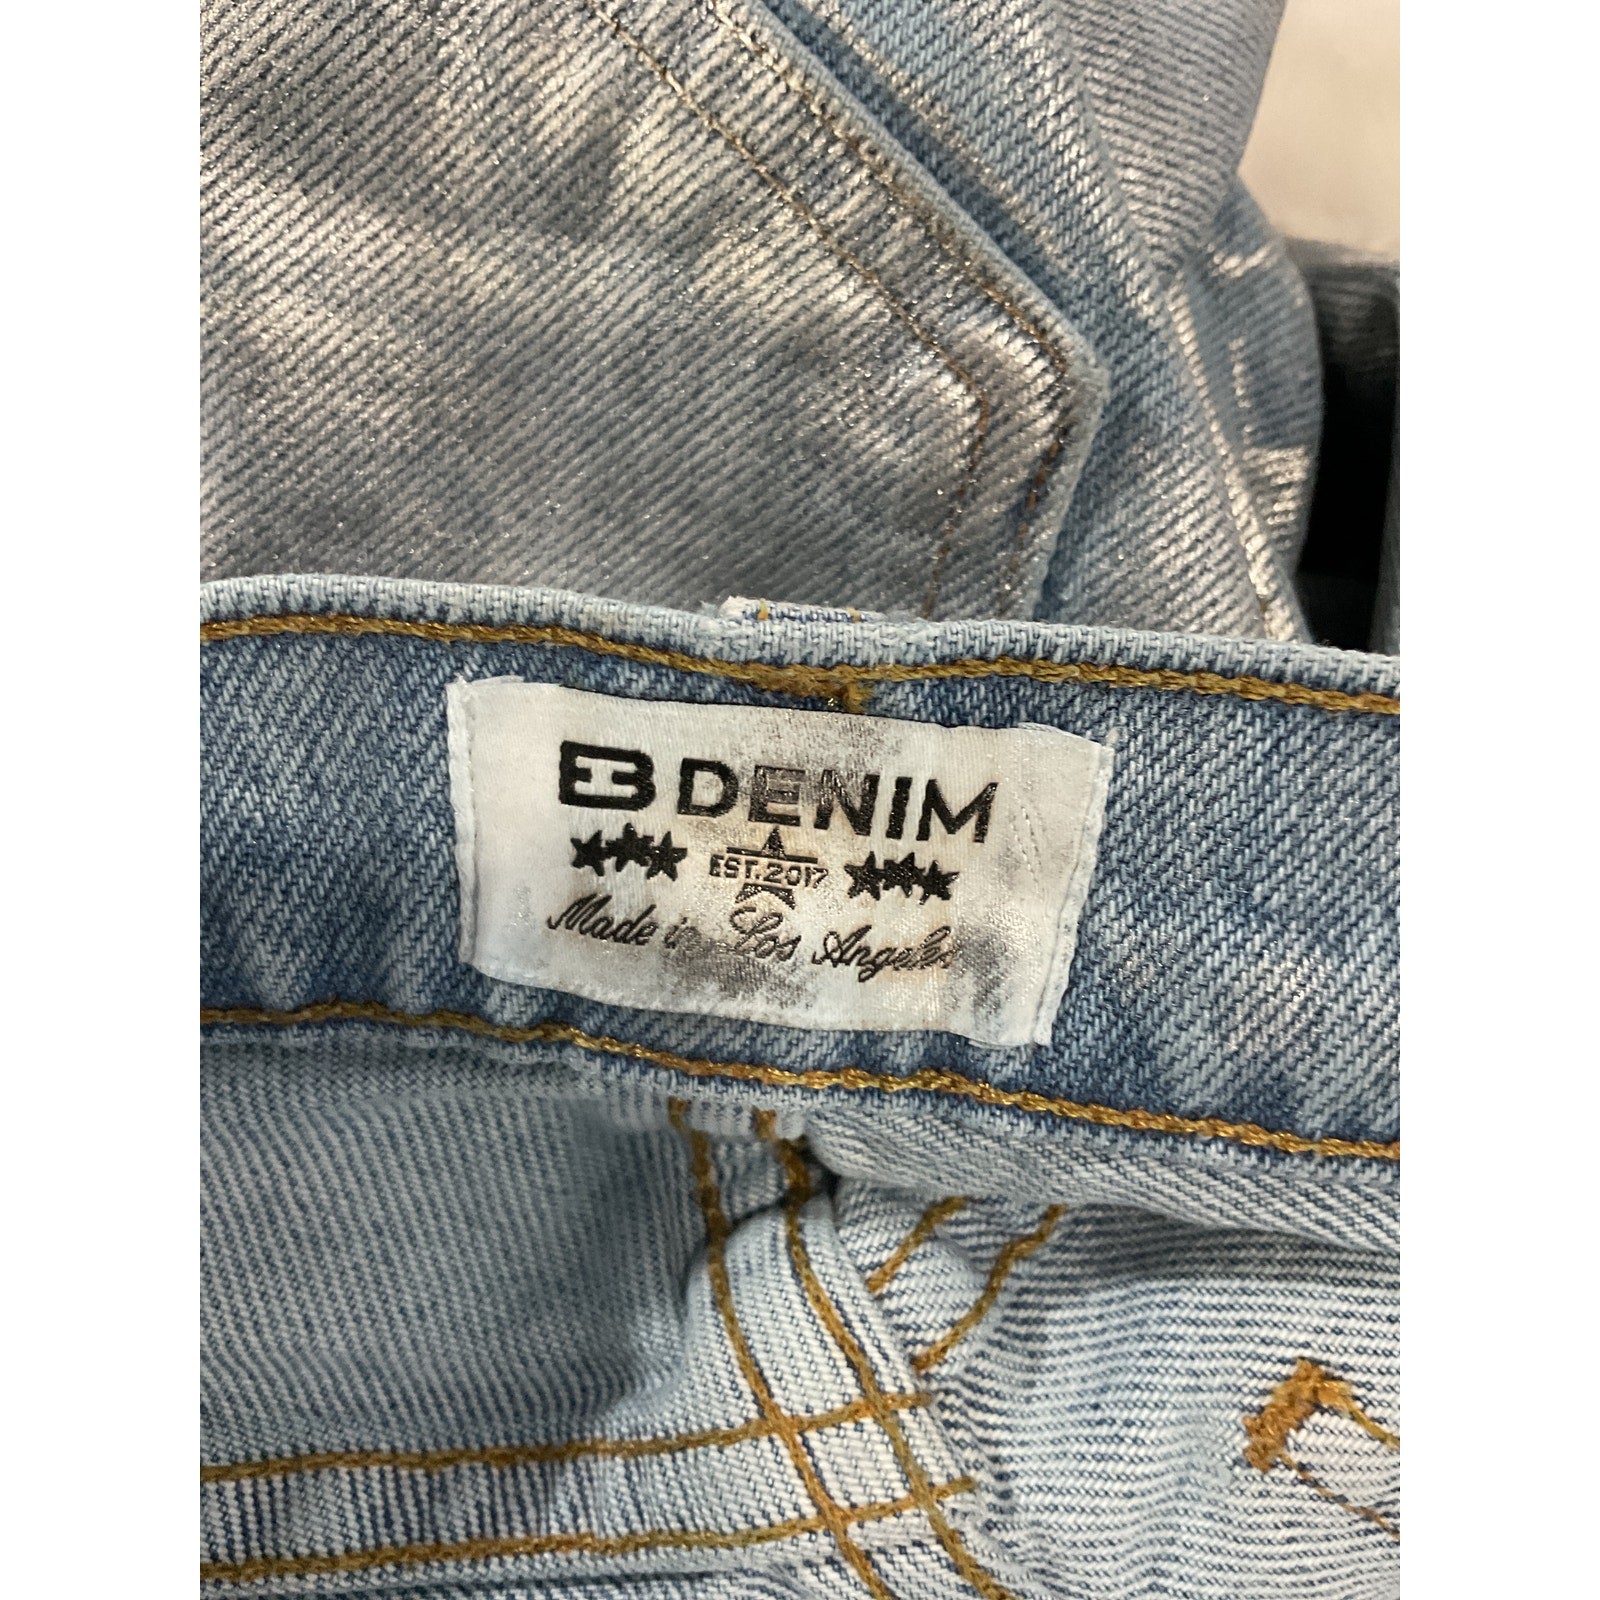 EB DENIM
EST.2017
Made in Los Angeles